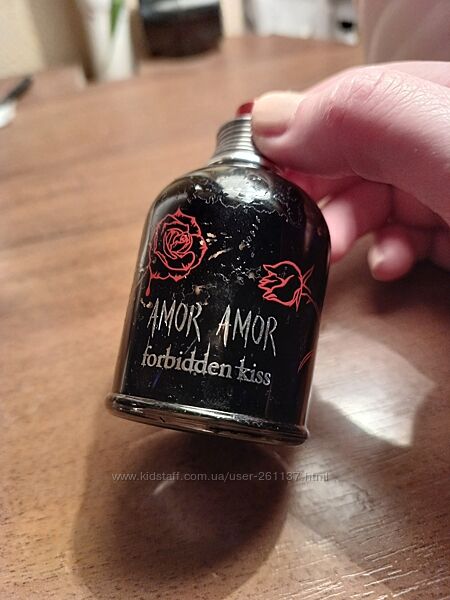 AMOR AMOR
forbidden kiss
www.kidstaff.com.ua/user-261137.html